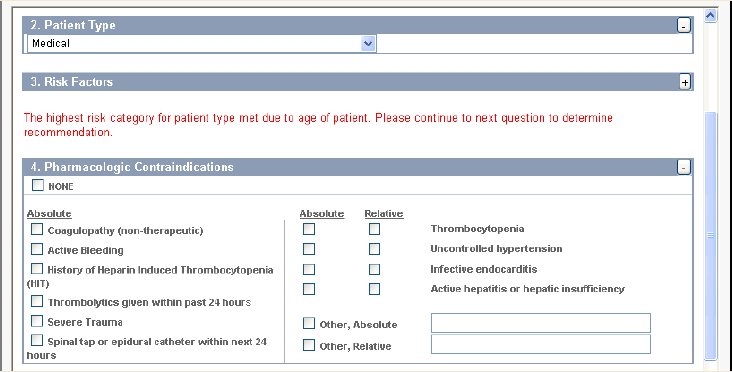 2. Patient Type
-
Medical
3. Risk Factors
+
The highest risk category for patient type met due to age of patient. Please continue to next question to determine
recommendation.
4. Pharmacologic Contraindications
-
NONE
Absolute
Coagulopathy (non-therapeutic)
Active Bleeding
History of Heparin Induced Thrombocytopenia
(HIT)
Thrombolytics given within past 24 hours
Severe Trauma
Spinal tap or epidural catheter within next 24
hours
Absolute Relative
Thrombocytopenia
Uncontrolled hypertension
Infective endocarditis
Active hepatitis or hepatic insufficiency
Other, Absolute
Other, Relative